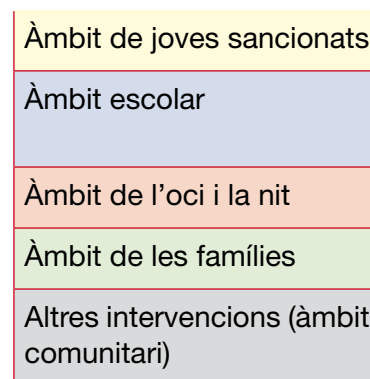 Àmbit de joves sancionats
Àmbit escolar
Àmbit de l’oci i la nit
Àmbit de les famílies
Altres intervencions (àmbit
comunitari)